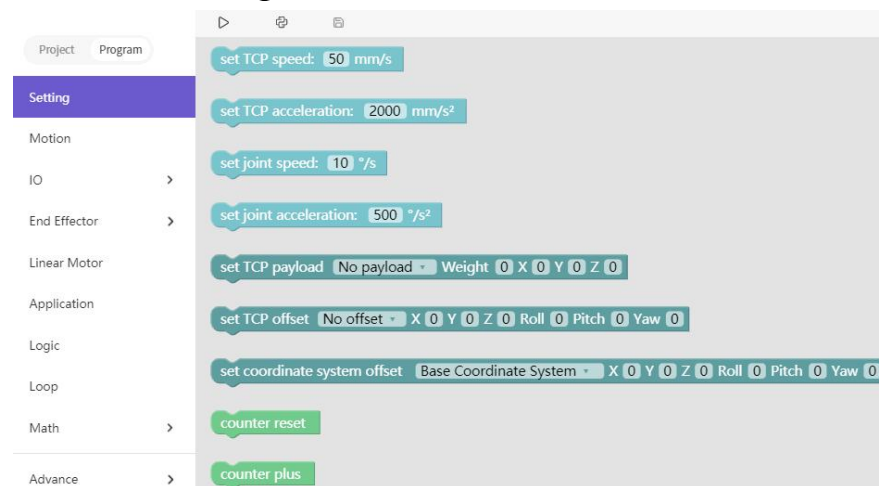 Project Program
Setting
Motion
IO
End Effector
Linear Motor
Application
Logic
Loop
Math
Advance
set TCP speed: 50 mm/s
set TCP acceleration: 2000 mm/s²
set joint speed: 10 °/s
set joint acceleration: 500 °/s²
set TCP payload No payload Weight 0 X 0 Y 0 Z 0
set TCP offset No offset X 0 Y 0 Z 0 Roll 0 Pitch 0 Yaw 0
set coordinate system offset Base Coordinate System X 0 Y 0 Z 0 Roll 0 Pitch 0 Yaw 0
counter reset
counter plus